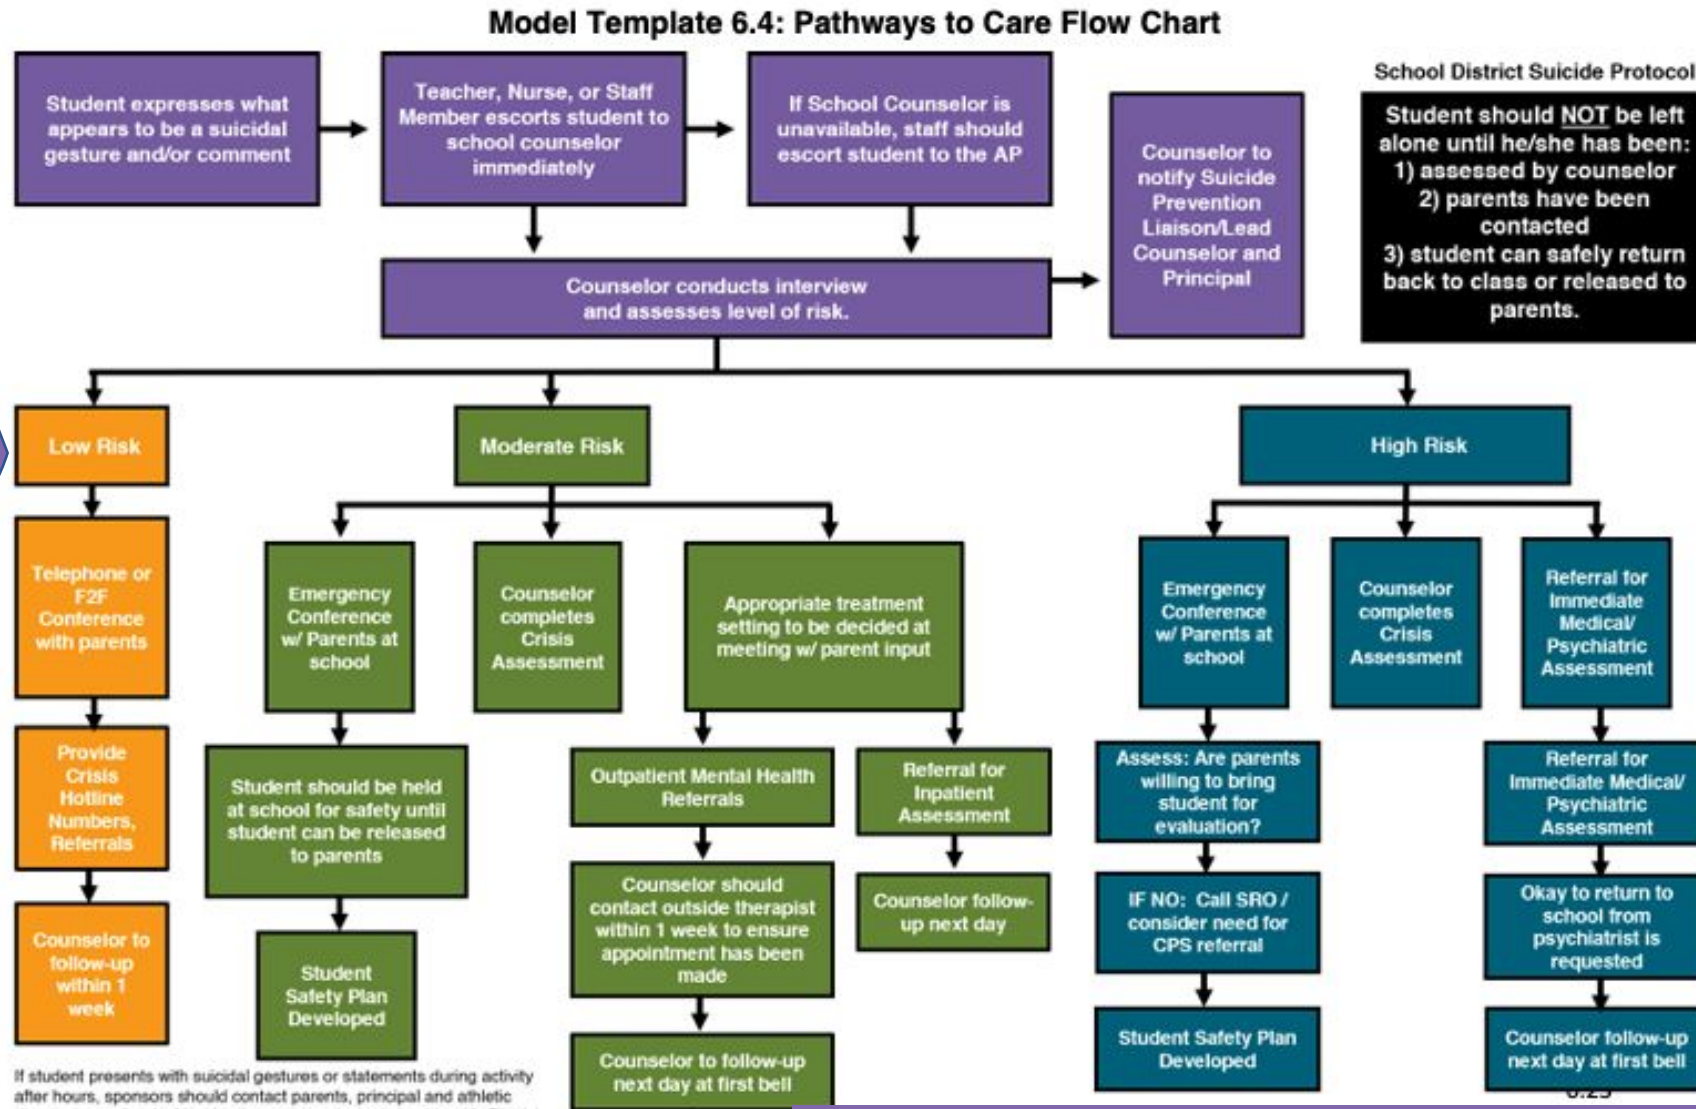 Model Template 6.4: Pathways to Care Flow Chart
Student expresses what
appears to be a suicidal
gesture and/or comment
Teacher, Nurse, or Staff
Member escorts student to
school counselor
immediately
If School Counselor is
unavailable, staff should
escort student to the AP
Counselor to
notify Suicide
Prevention
Liaison/Lead
Counselor and
Principal
School District Suicide Protocol
Student should NOT be left
alone until he/she has been:
1) assessed by counselor
2) parents have been
contacted
3) student can safely return
back to class or released to
parents.
Counselor conducts interview
and assesses level of risk.
Low Risk
Telephone or
F2F
Conference
with parents
Provide
Crisis
Hotline
Numbers,
Referrals
Counselor to
follow-up
within 1
week
Moderate Risk
Emergency
Conference
w/ Parents at
school
Student should be held
at school for safety until
student can be released
to parents
Student
Safety Plan
Developed
Counselor
completes
Crisis
Assessment
Appropriate treatment
setting to be decided at
meeting w/ parent input
Outpatient Mental Health
Referrals
Counselor should
contact outside therapist
within 1 week to ensure
appointment has been
made
Counselor to follow-up
next day at first bell
Referral for
Inpatient
Assessment
Counselor follow-
up next day
High Risk
Emergency
Conference
w/ Parents at
school
Assess: Are parents
willing to bring
student for
evaluation?
IF NO: Call SRO /
consider need for
CPS referral
Student Safety Plan
Developed
Counselor
completes
Crisis
Assessment
Referral for
Immediate
Medical/
Psychiatric
Assessment
Referral for
Immediate Medical/
Psychiatric
Assessment
Okay to return to
school from
psychiatrist is
requested
Counselor follow-up
next day at first bell
If student presents with suicidal gestures or statements during activity
after hours, sponsors should contact parents, principal and athletic